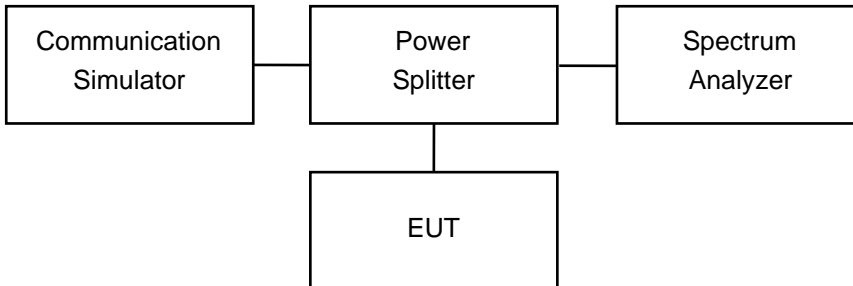 Communication
Simulator
Power
Splitter
Spectrum
Analyzer
EUT